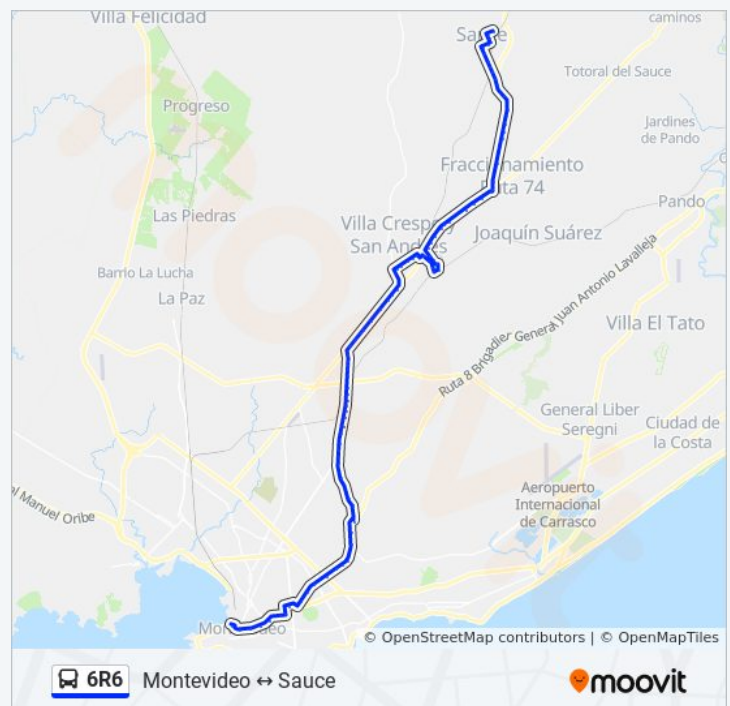 Villa Felicidad
caminos
Sauce
Totoral del Sauce
Progreso
Jardines
de Pando
Fraccionamiento
Ruta 74
Pando
Las Piedras
Villa Crespo y
San Andrés
Joaquín Suárez
Barrio La Lucha
La Paz
Ruta 8 Brigadier General Juan Antonio Lavalleja
Villa El Tato
General Liber
Seregni
Ciudad de
la Costa
Aeropuerto
Internacional
de Carrasco
al Manuel Oribe
Montevideo
© OpenStreetMap contributors | © OpenMapTiles
6R6 Montevideo ↔ Sauce
moovit